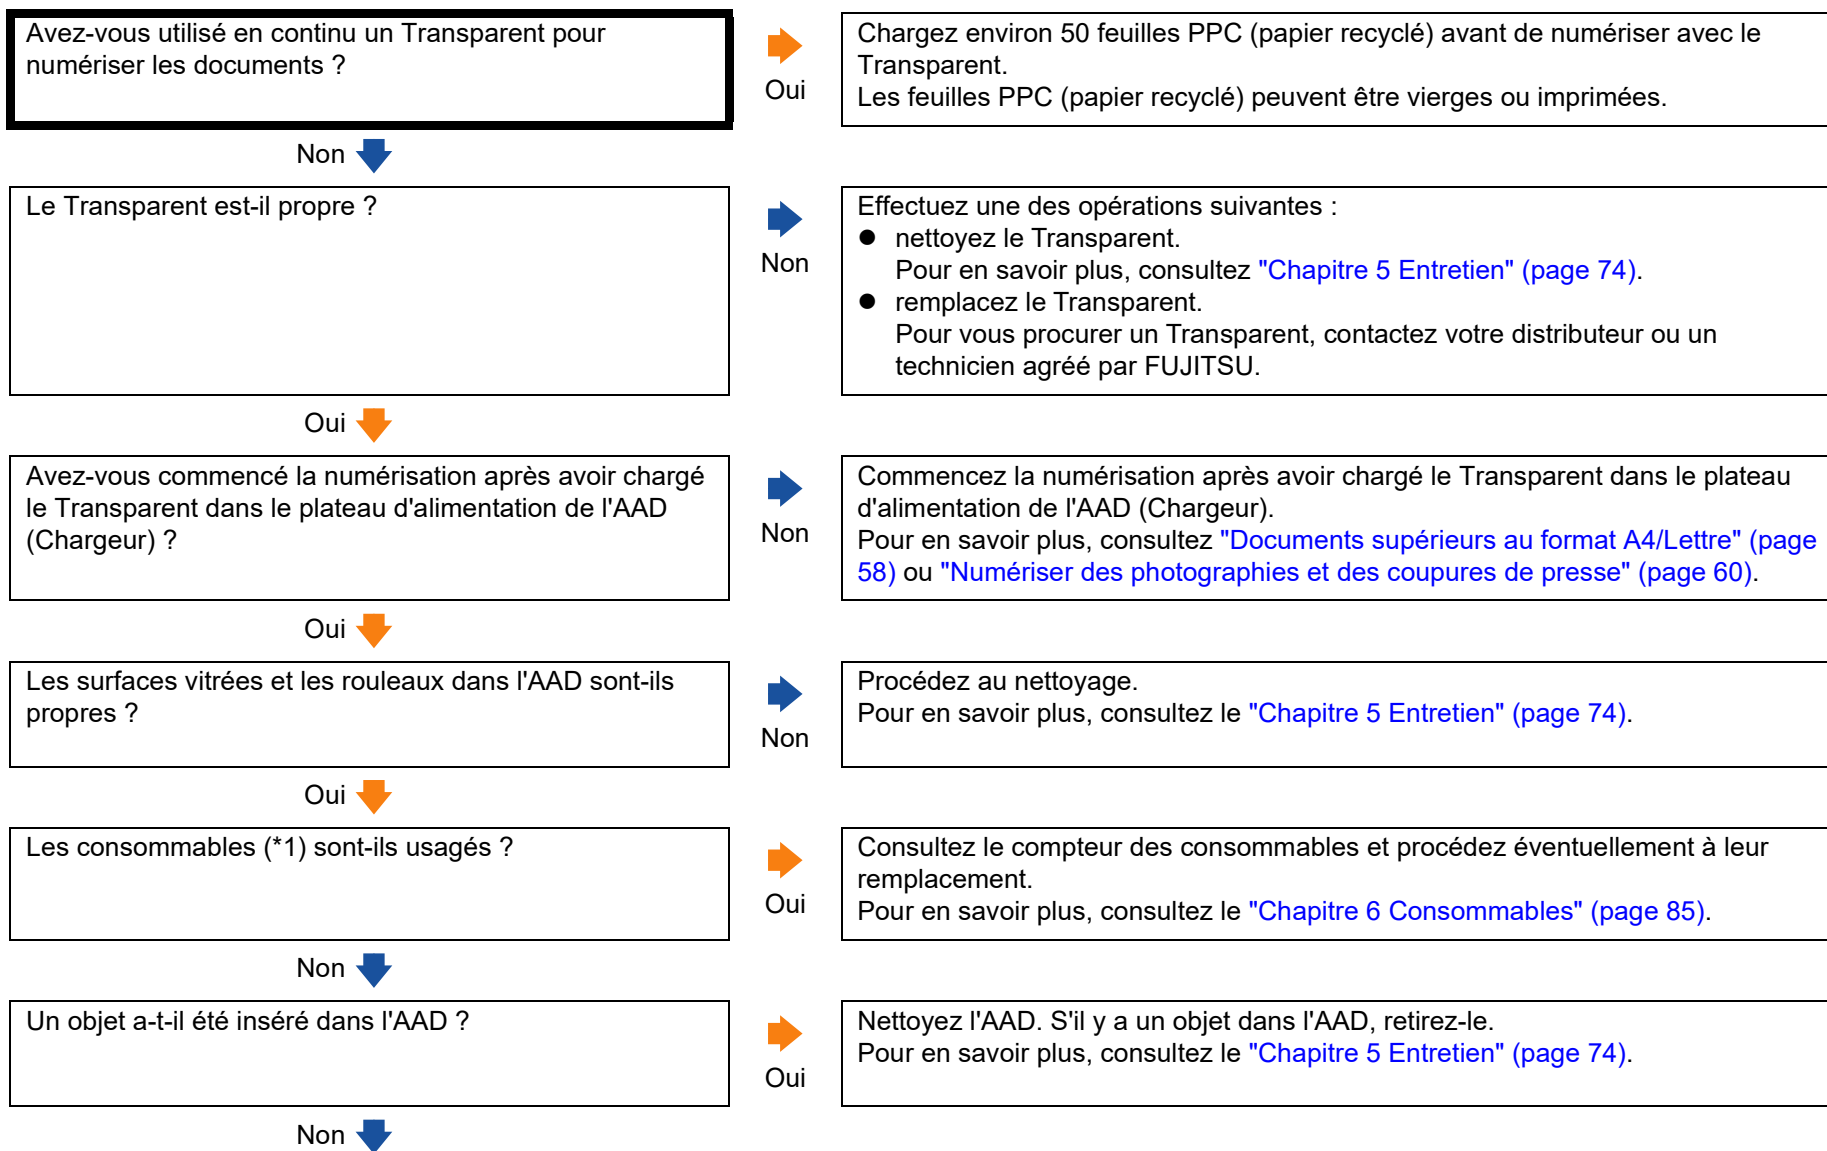 Avez-vous utilisé en continu un Transparent pour
numériser les documents ?
Oui
Chargez environ 50 feuilles PPC (papier recyclé) avant de numériser avec le
Transparent.
Les feuilles PPC (papier recyclé) peuvent être vierges ou imprimées.
Non
Le Transparent est-il propre ?
Non
Effectuez une des opérations suivantes :
● nettoyez le Transparent.
Pour en savoir plus, consultez "Chapitre 5 Entretien" (page 74).
● remplacez le Transparent.
Pour vous procurer un Transparent, contactez votre distributeur ou un
technicien agréé par FUJITSU.
Oui
Avez-vous commencé la numérisation après avoir chargé
le Transparent dans le plateau d'alimentation de l'AAD
(Chargeur) ?
Non
Commencez la numérisation après avoir chargé le Transparent dans le plateau
d'alimentation de l'AAD (Chargeur).
Pour en savoir plus, consultez "Documents supérieurs au format A4/Lettre" (page
58) ou "Numériser des photographies et des coupures de presse" (page 60).
Oui
Les surfaces vitrées et les rouleaux dans l'AAD sont-ils
propres ?
Non
Procédez au nettoyage.
Pour en savoir plus, consultez le "Chapitre 5 Entretien" (page 74).
Oui
Les consommables (*1) sont-ils usagés ?
Oui
Consultez le compteur des consommables et procédez éventuellement à leur
remplacement.
Pour en savoir plus, consultez le "Chapitre 6 Consommables" (page 85).
Non
Un objet a-t-il été inséré dans l'AAD ?
Oui
Nettoyez l'AAD. S'il y a un objet dans l'AAD, retirez-le.
Pour en savoir plus, consultez le "Chapitre 5 Entretien" (page 74).
Non